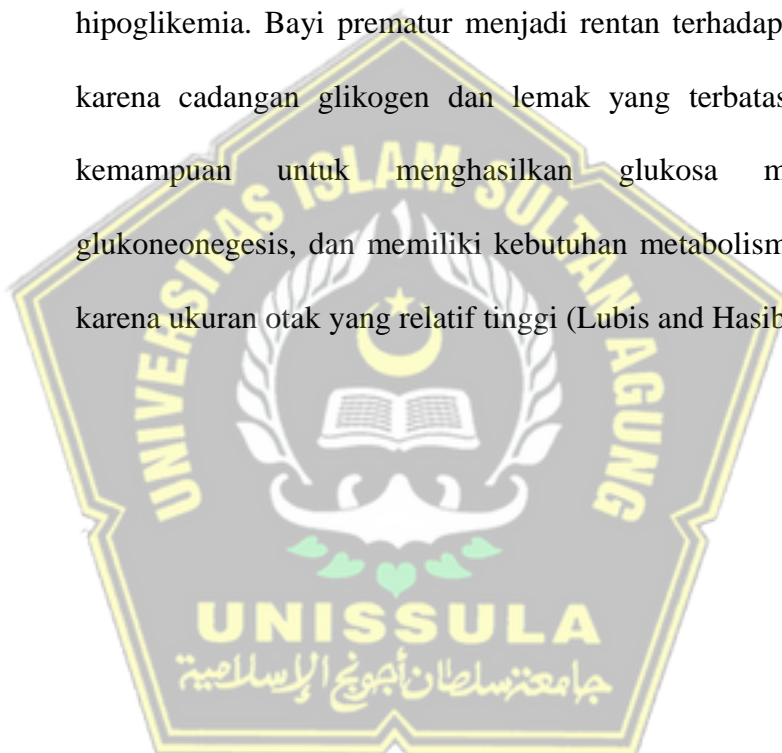 hipoglikemia. Bayi prematur menjadi rentan terhadap
karena cadangan glikogen dan lemak yang terbatas
kemampuan untuk menghasilkan glukosa m
glukoneonegesis, dan memiliki kebutuhan metabolism
karena ukuran otak yang relatif tinggi (Lubis and Hasib
UNIVERSITAS ISLAM SULTAN AGUNG
UNISSULA
جامعة سلطان أجونج الإسلامية